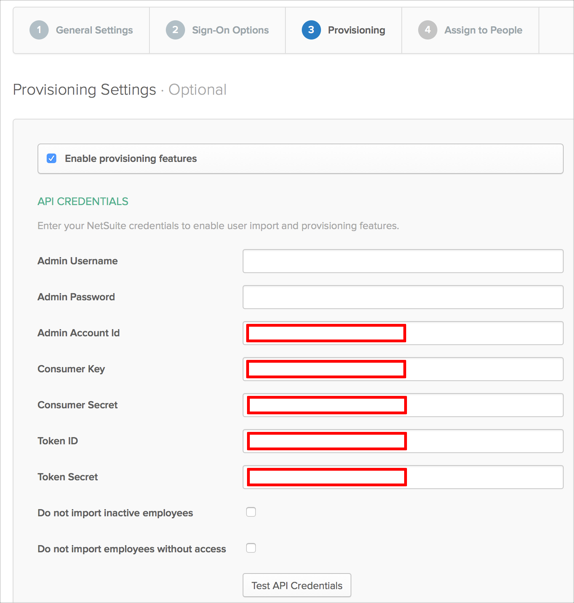 1 General Settings 2 Sign-On Options 3 Provisioning 4 Assign to People
Provisioning Settings · Optional
Enable provisioning features
API CREDENTIALS
Enter your NetSuite credentials to enable user import and provisioning features.
Admin Username
Admin Password
Admin Account Id
Consumer Key
Consumer Secret
Token ID
Token Secret
Do not import inactive employees
Do not import employees without access
Test API Credentials